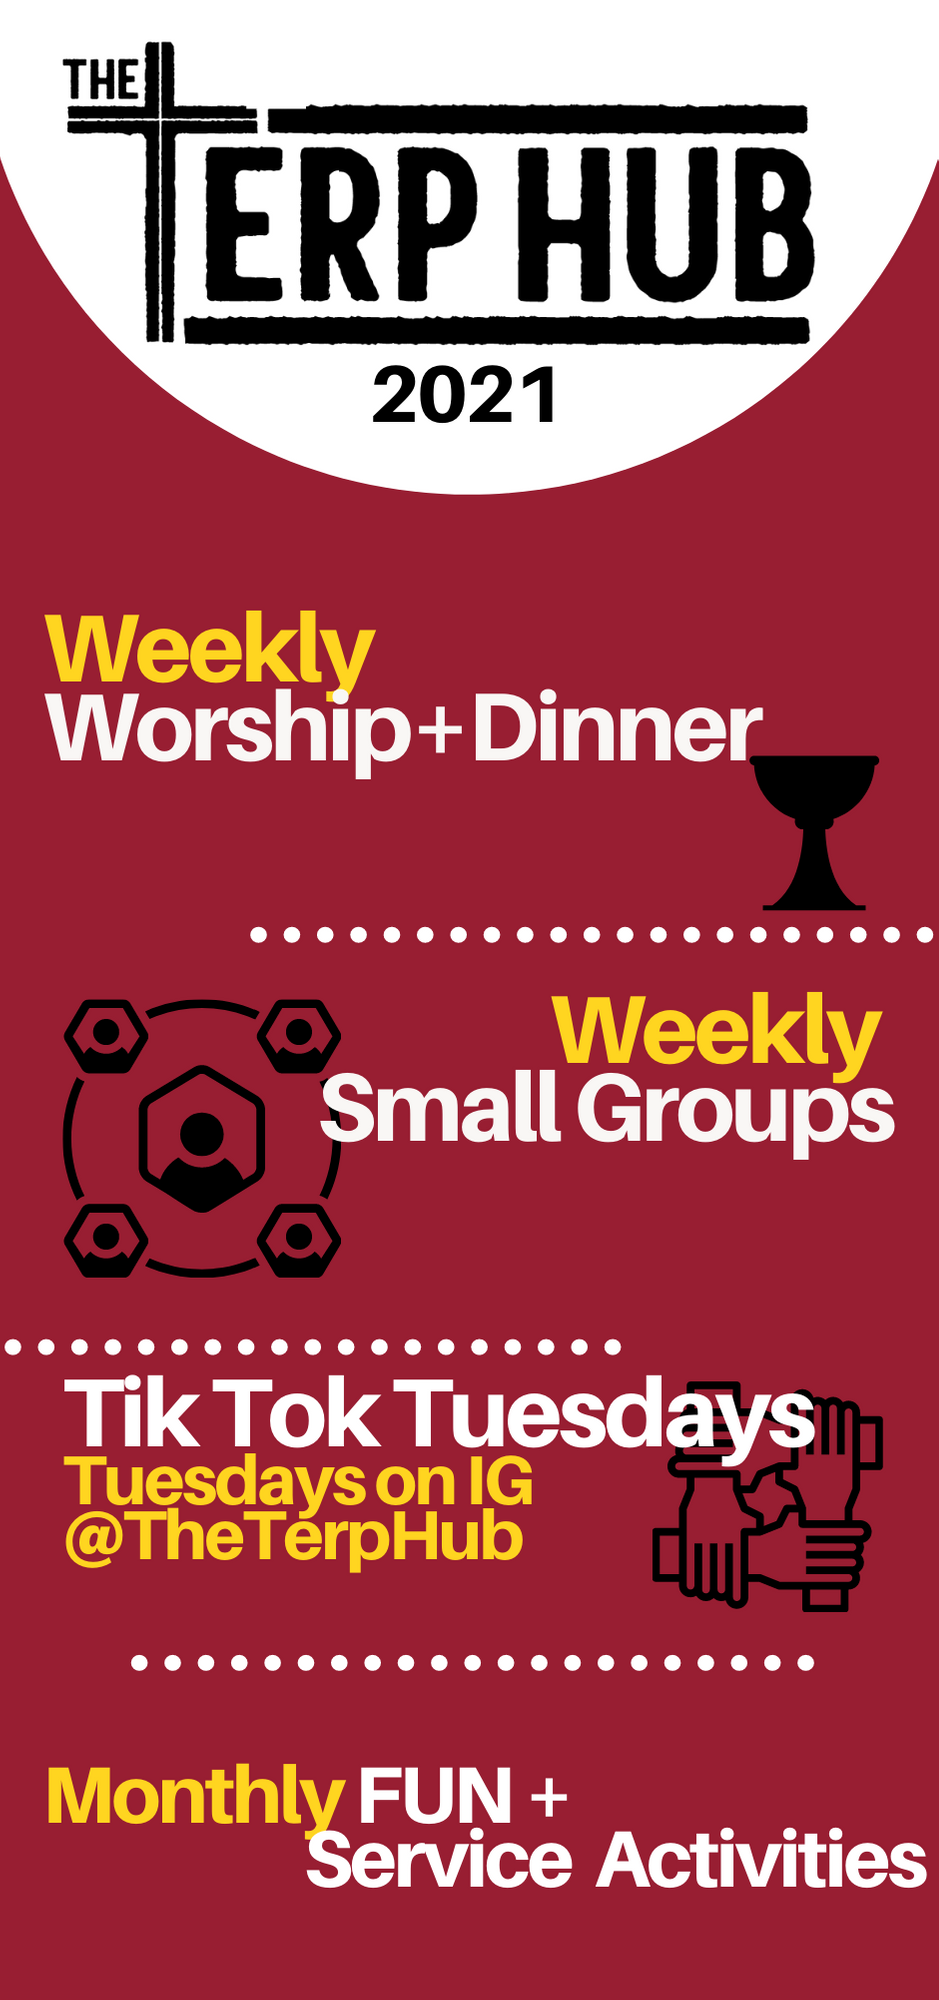 THE
TERP HUB
2021
Weekly
Worship+Dinner
Weekly
Small Groups
Tik Tok Tuesdays
Tuesdays on IG
@TheTerpHub
Monthly FUN +
Service Activities